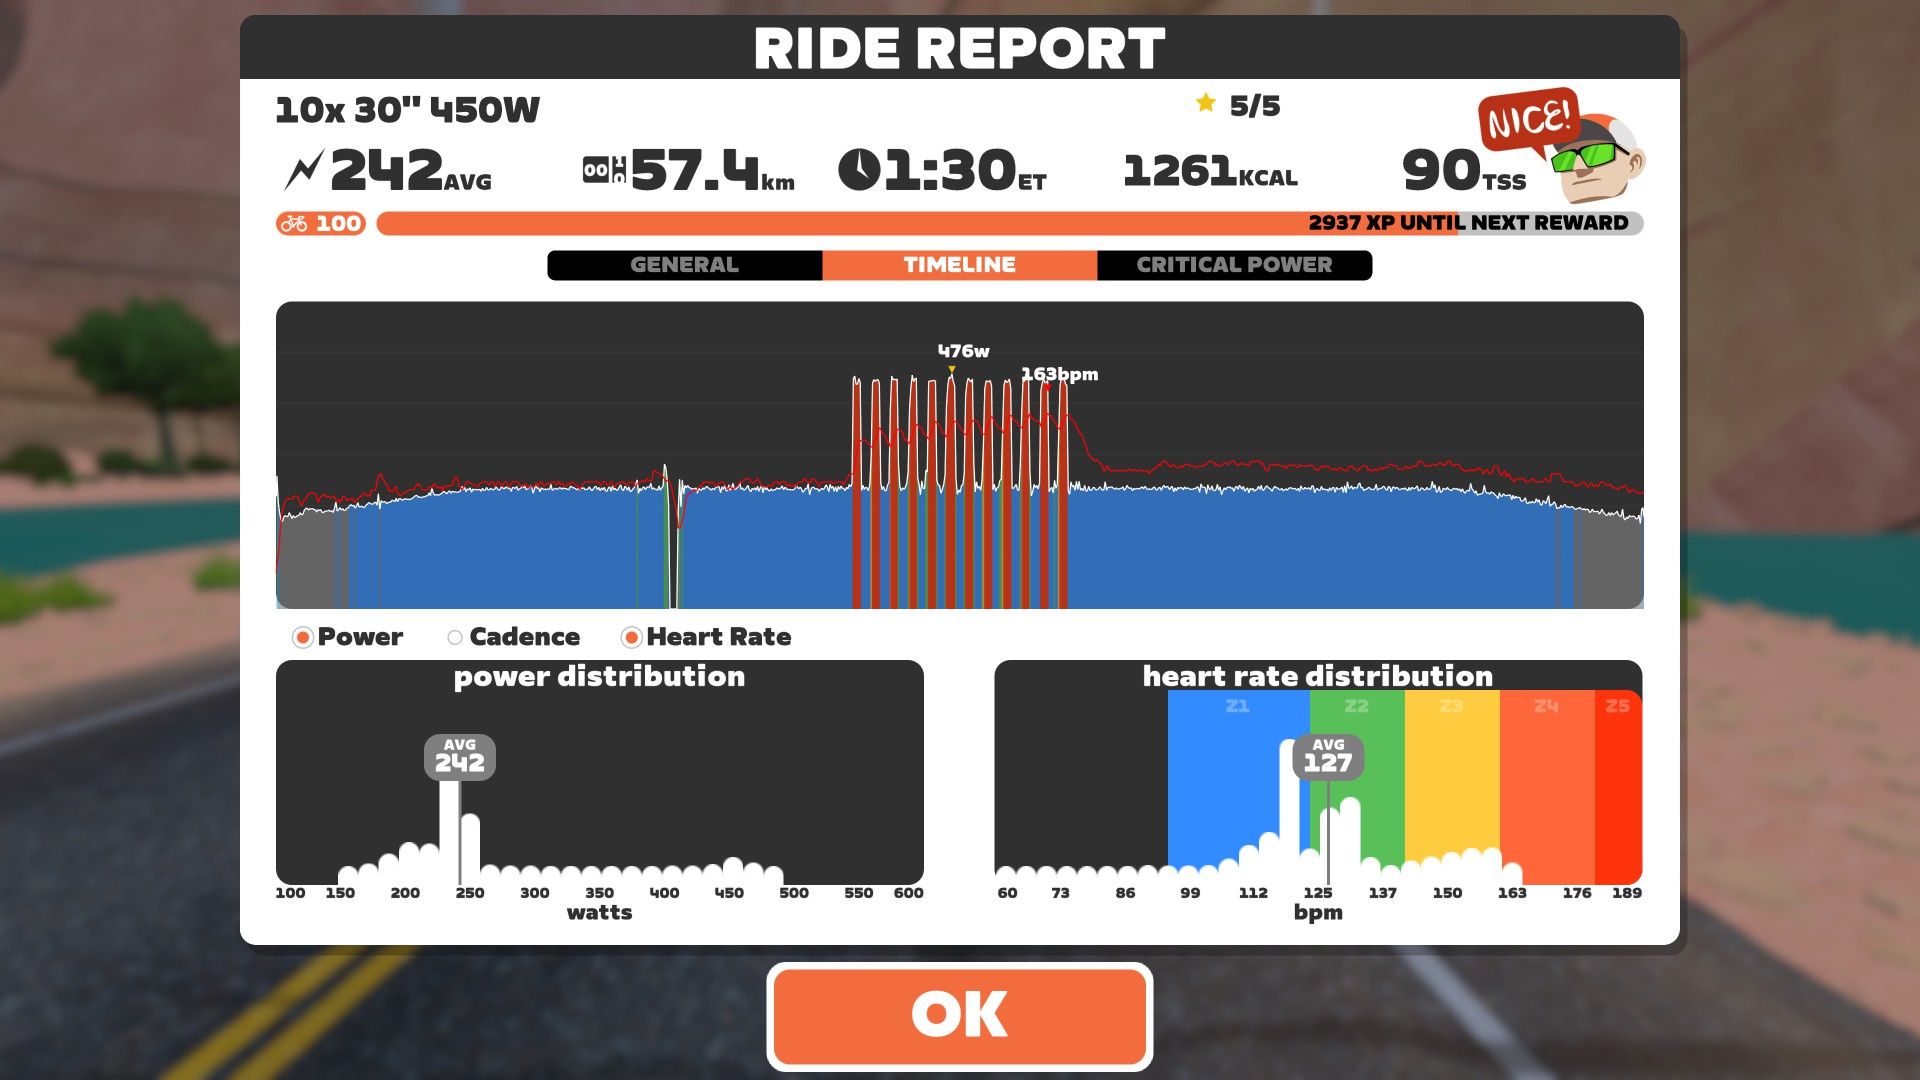 RIDE REPORT
10x 30" 450W
5/5
NICE!
242AVG
57.4km
1:30ET
1261KCAL
90TSS
100
2937 XP UNTIL NEXT REWARD
GENERAL
TIMELINE
CRITICAL POWER
476w
163bpm
Power
Cadence
Heart Rate
power distribution
AVG
242
100 150 200 250 300 350 400 450 500 550 600
watts
heart rate distribution
Z1 Z2 Z3 Z4 Z5
AVG
127
60 73 86 99 112 125 137 150 163 176 189
bpm
OK